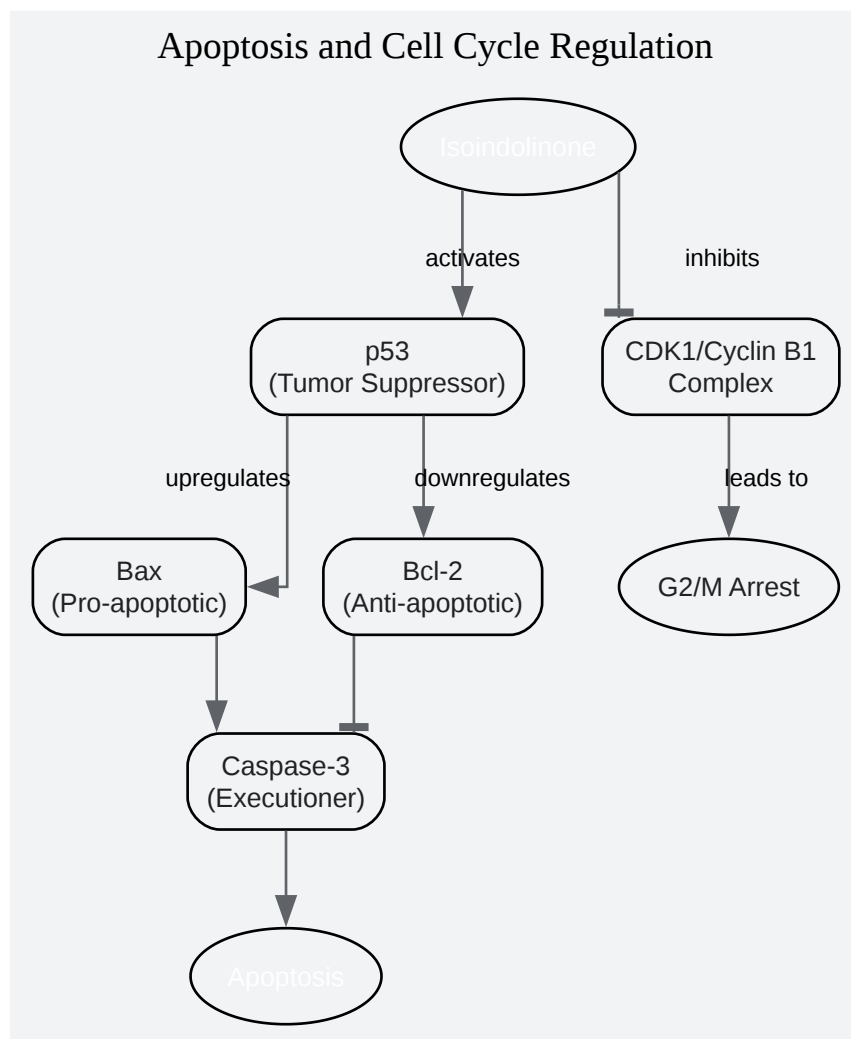 Apoptosis and Cell Cycle Regulation
Isoindolinone
activates
inhibits
p53
(Tumor Suppressor)
CDK1/Cyclin B1
Complex
upregulates
downregulates
leads to
Bax
(Pro-apoptotic)
Bcl-2
(Anti-apoptotic)
G2/M Arrest
Caspase-3
(Executioner)
Apoptosis